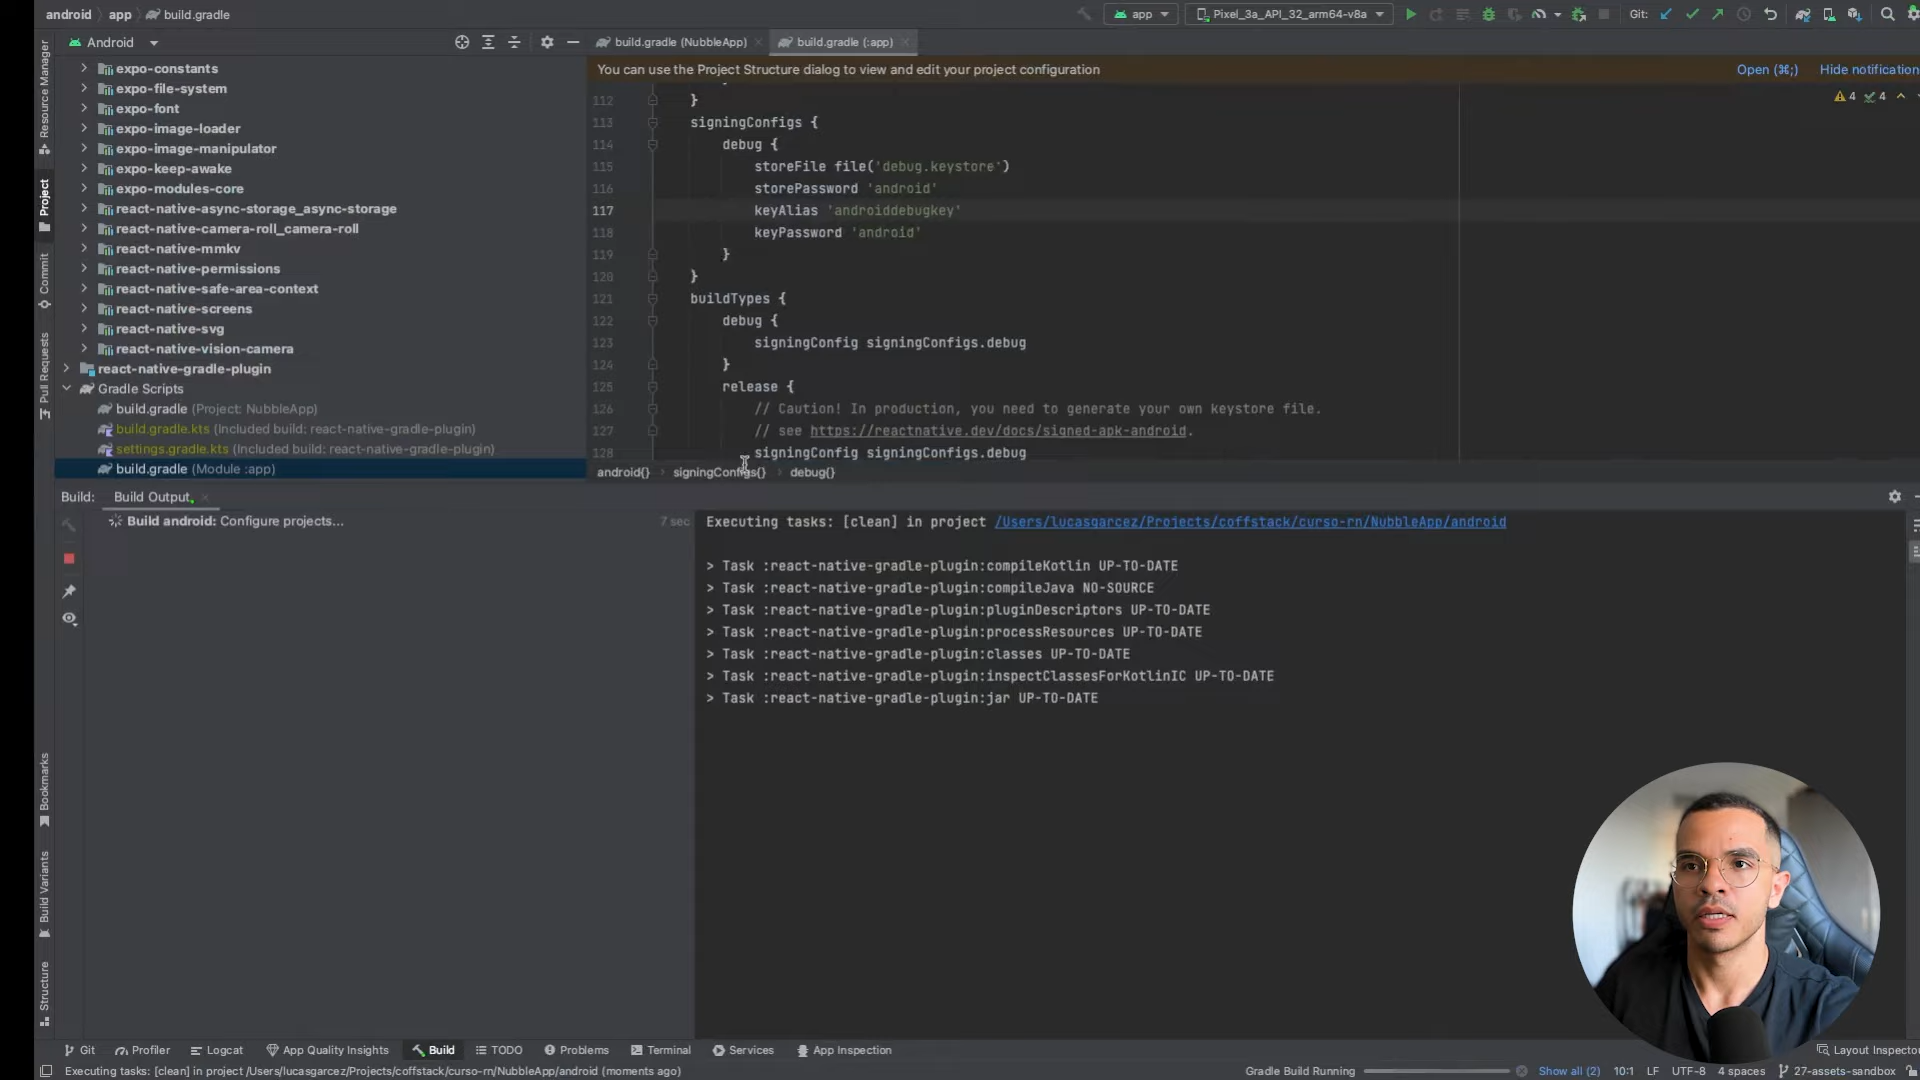 android app build.gradle
app Pixel_3a_API_32_arm64-v8a Git:
Android
build.gradle (NubbleApp) build.gradle (:app)
You can use the Project Structure dialog to view and edit your project configuration
Open (⌘;) Hide notification
4 4
Resource Manager
Project
Commit
Pull Requests
Bookmarks
Build Variants
Structure
expo-constants
expo-file-system
expo-font
expo-image-loader
expo-image-manipulator
expo-keep-awake
expo-modules-core
react-native-async-storage_async-storage
react-native-camera-roll_camera-roll
react-native-mmkv
react-native-permissions
react-native-safe-area-context
react-native-screens
react-native-svg
react-native-vision-camera
react-native-gradle-plugin
Gradle Scripts
build.gradle (Project: NubbleApp)
build.gradle.kts (Included build: react-native-gradle-plugin)
settings.gradle.kts (Included build: react-native-gradle-plugin)
build.gradle (Module :app)
112 }
113 signingConfigs {
114 debug {
115 storeFile file('debug.keystore')
116 storePassword 'android'
117 keyAlias 'androiddebugkey'
118 keyPassword 'android'
119 }
120 }
121 buildTypes {
122 debug {
123 signingConfig signingConfigs.debug
124 }
125 release {
126 // Caution! In production, you need to generate your own keystore file.
127 // see https://reactnative.dev/docs/signed-apk-android.
128 signingConfig signingConfigs.debug
android{} signingConfigs{} debug{}
Build: Build Output
Build android: Configure projects... 7 sec
Executing tasks: [clean] in project /Users/lucasgarcez/Projects/coffstack/curso-rn/NubbleApp/android
> Task :react-native-gradle-plugin:compileKotlin UP-TO-DATE
> Task :react-native-gradle-plugin:compileJava NO-SOURCE
> Task :react-native-gradle-plugin:pluginDescriptors UP-TO-DATE
> Task :react-native-gradle-plugin:processResources UP-TO-DATE
> Task :react-native-gradle-plugin:classes UP-TO-DATE
> Task :react-native-gradle-plugin:inspectClassesForKotlinIC UP-TO-DATE
> Task :react-native-gradle-plugin:jar UP-TO-DATE
Git Profiler Logcat App Quality Insights Build TODO Problems Terminal Services App Inspection Layout Inspecto
Executing tasks: [clean] in project /Users/lucasgarcez/Projects/coffstack/curso-rn/NubbleApp/android (moments ago)
Gradle Build Running Show all (2) 10:1 LF UTF-8 4 spaces 27-assets-sandbox